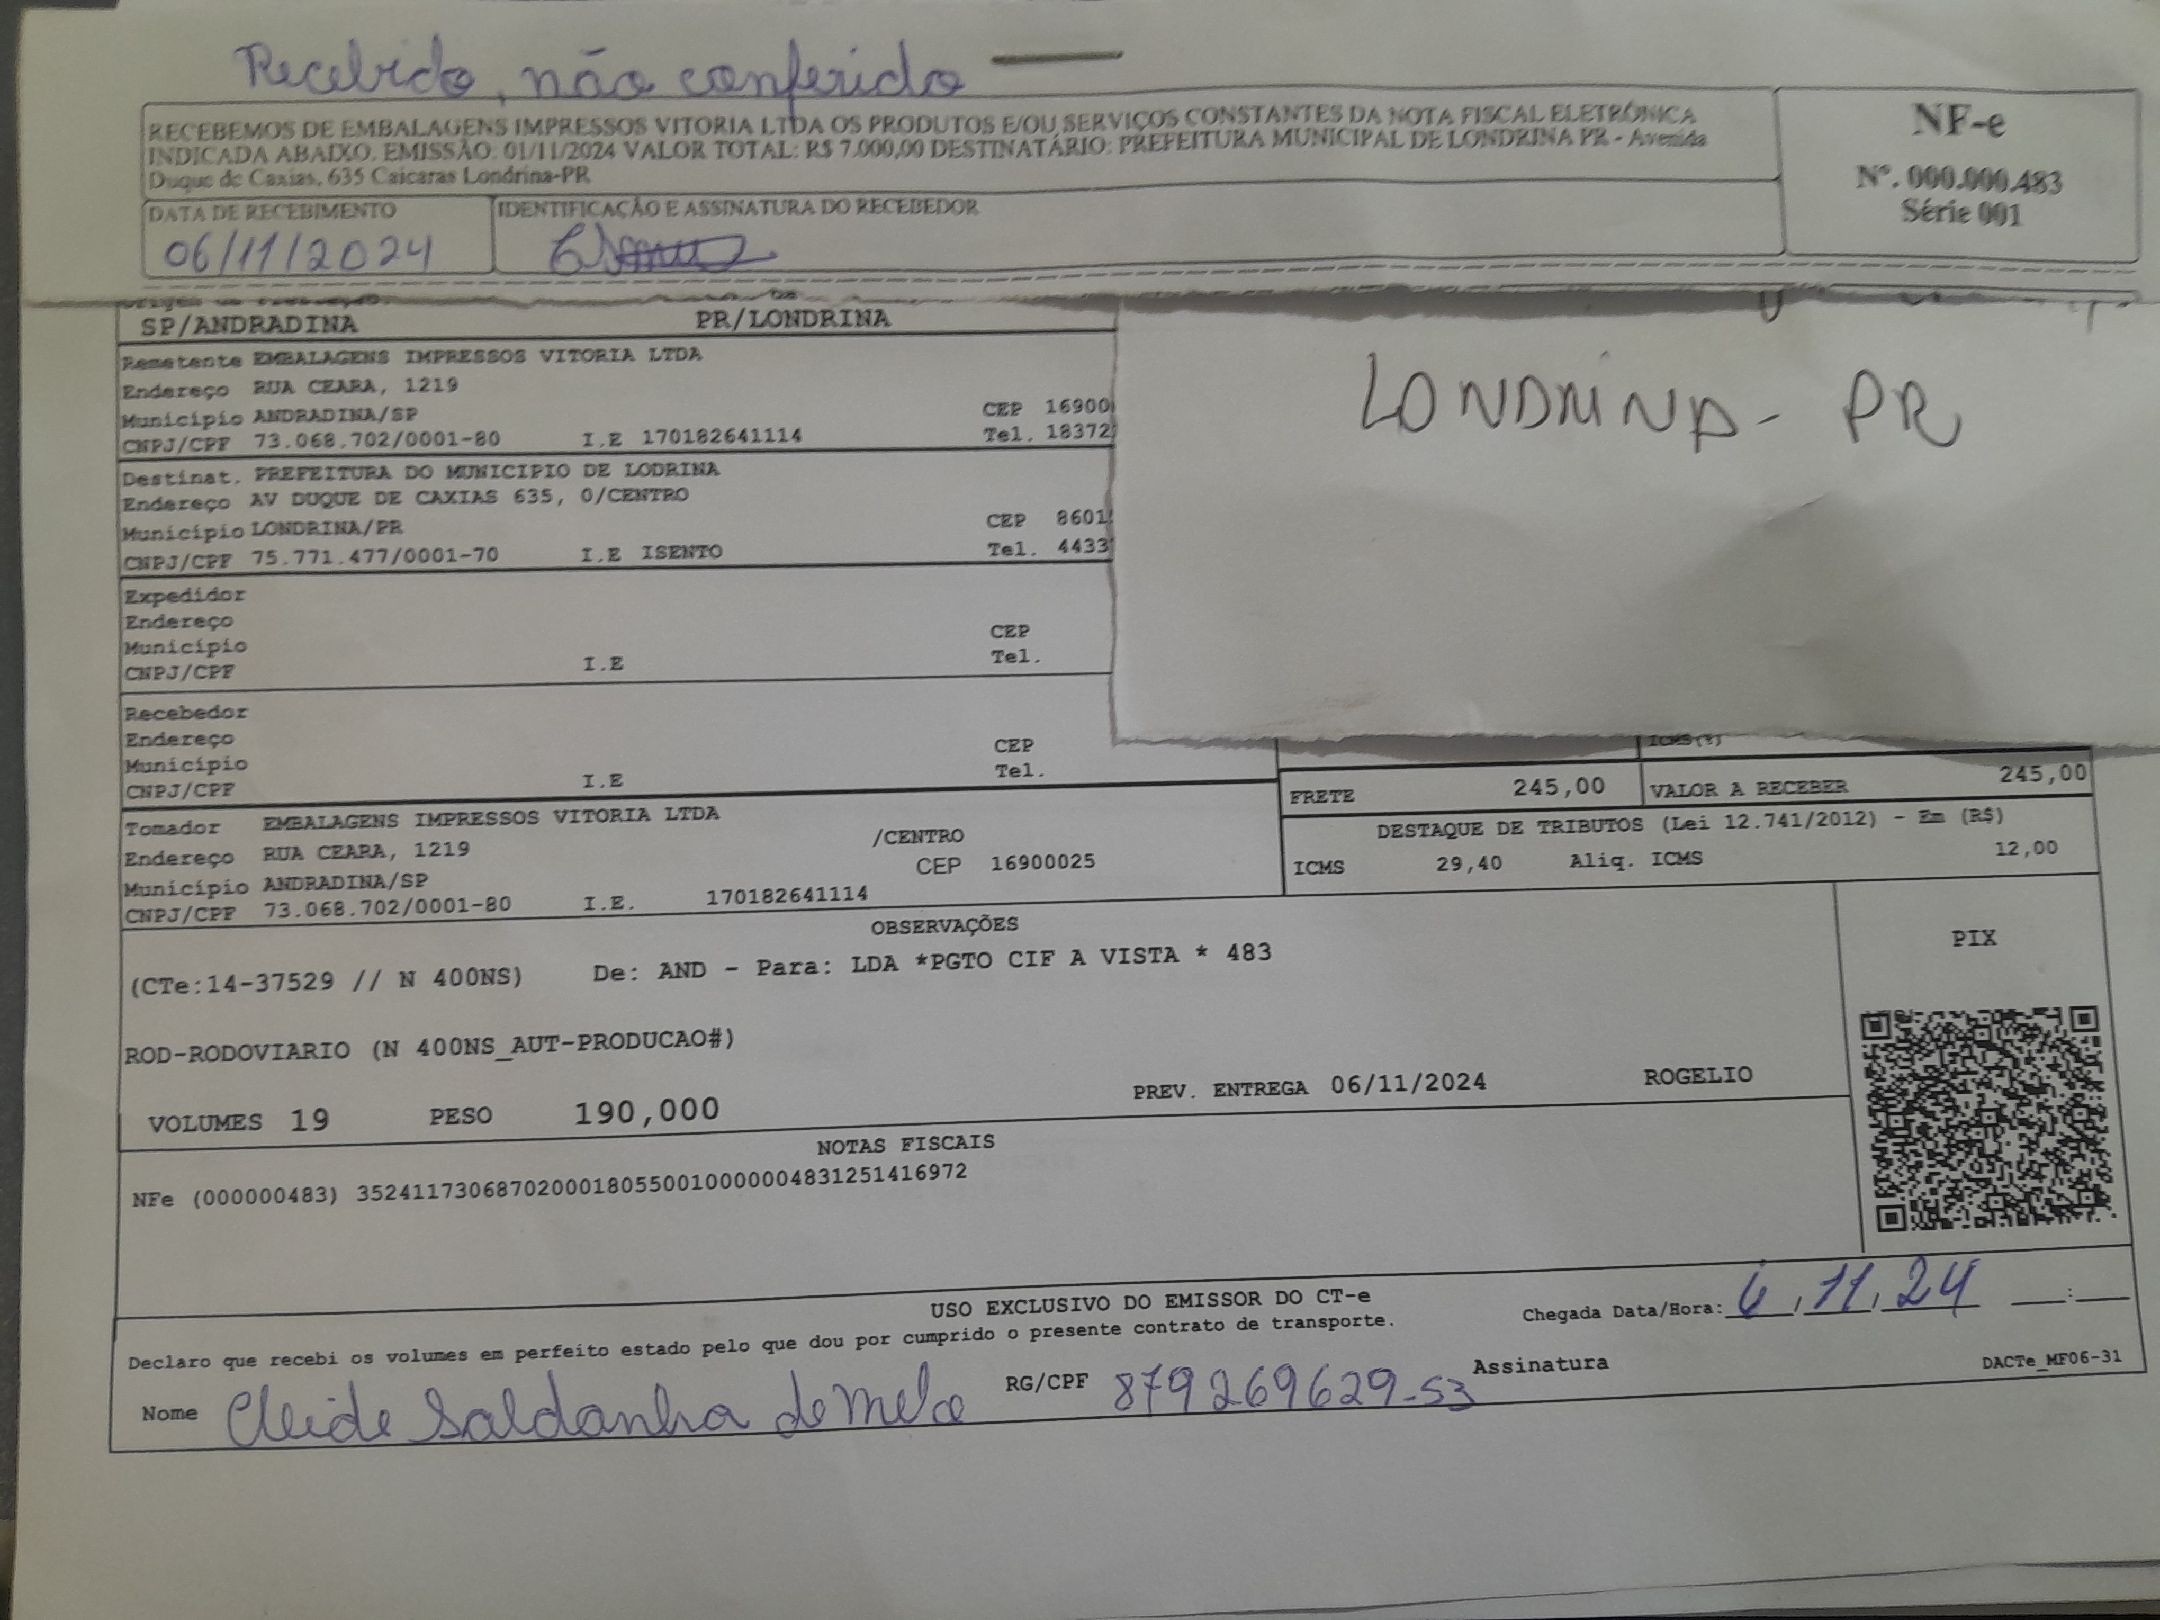 Recebido, não conferido
RECEBEMOS DE EMBALAGENS IMPRESSOS VITORIA LTDA OS PRODUTOS E/OU SERVIÇOS CONSTANTES DA NOTA FISCAL ELETRÔNICA
INDICADA ABAIXO. EMISSÃO: 01/11/2024 VALOR TOTAL: R$ 7.000,00 DESTINATÁRIO: PREFEITURA MUNICIPAL DE LONDRINA PR - Avenida
Duque de Caxias, 635 Caicaras Londrina-PR
NF-e
Nº. 000.000.483
Série 001
DATA DE RECEBIMENTO
06/11/2024
IDENTIFICAÇÃO E ASSINATURA DO RECEBEDOR
SP/ANDRADINA PR/LONDRINA
Remetente EMBALAGENS IMPRESSOS VITORIA LTDA
Endereço RUA CEARA, 1219
Município ANDRADINA/SP CEP 16900
CNPJ/CPF 73.068.702/0001-80 I.E 170182641114 Tel. 18372
LONDRINA - PR
Destinat. PREFEITURA DO MUNICIPIO DE LODRINA
Endereço AV DUQUE DE CAXIAS 635, 0/CENTRO
Município LONDRINA/PR CEP 8601
CNPJ/CPF 75.771.477/0001-70 I.E ISENTO Tel. 4433
Expedidor
Endereço
Município CEP
CNPJ/CPF I.E Tel.
Recebedor
Endereço
Município CEP
CNPJ/CPF I.E Tel.
FRETE 245,00 VALOR A RECEBER 245,00
DESTAQUE DE TRIBUTOS (Lei 12.741/2012) - Em (R$)
ICMS 29,40 Aliq. ICMS 12,00
Tomador EMBALAGENS IMPRESSOS VITORIA LTDA
Endereço RUA CEARA, 1219 /CENTRO
Município ANDRADINA/SP CEP 16900025
CNPJ/CPF 73.068.702/0001-80 I.E. 170182641114
OBSERVAÇÕES
(CTe:14-37529 // N 400NS) De: AND - Para: LDA *PGTO CIF A VISTA * 483
PIX
ROD-RODOVIARIO (N 400NS_AUT-PRODUCAO#)
VOLUMES 19 PESO 190,000 PREV. ENTREGA 06/11/2024 ROGELIO
NOTAS FISCAIS
NFe (000000483) 35241173068702000180550010000004831251416972
USO EXCLUSIVO DO EMISSOR DO CT-e
Declaro que recebi os volumes em perfeito estado pelo que dou por cumprido o presente contrato de transporte.
Chegada Data/Hora: 6, 11, 24 :
Nome Cleide Saldanha de Melo RG/CPF 879269629-53 Assinatura
DACTe_MF06-31